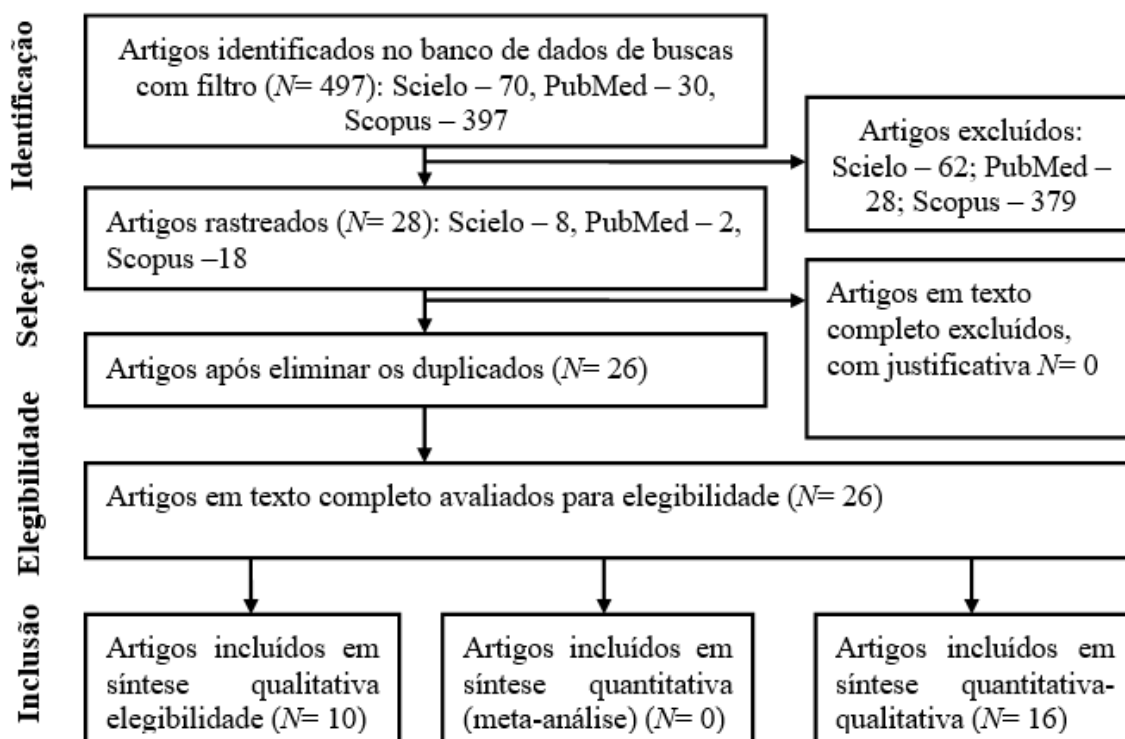 Identificação
Artigos identificados no banco de dados de buscas
com filtro (N= 497): Scielo – 70, PubMed – 30,
Scopus – 397
Artigos excluídos:
Scielo – 62; PubMed –
28; Scopus – 379
Seleção
Artigos rastreados (N= 28): Scielo – 8, PubMed – 2,
Scopus –18
Artigos em texto
completo excluídos,
com justificativa N= 0
Artigos após eliminar os duplicados (N= 26)
Elegibilidade
Artigos em texto completo avaliados para elegibilidade (N= 26)
Inclusão
Artigos incluídos em
síntese qualitativa
elegibilidade (N= 10)
Artigos incluídos em
síntese quantitativa
(meta-análise) (N= 0)
Artigos incluídos em
síntese quantitativa-
qualitativa (N= 16)